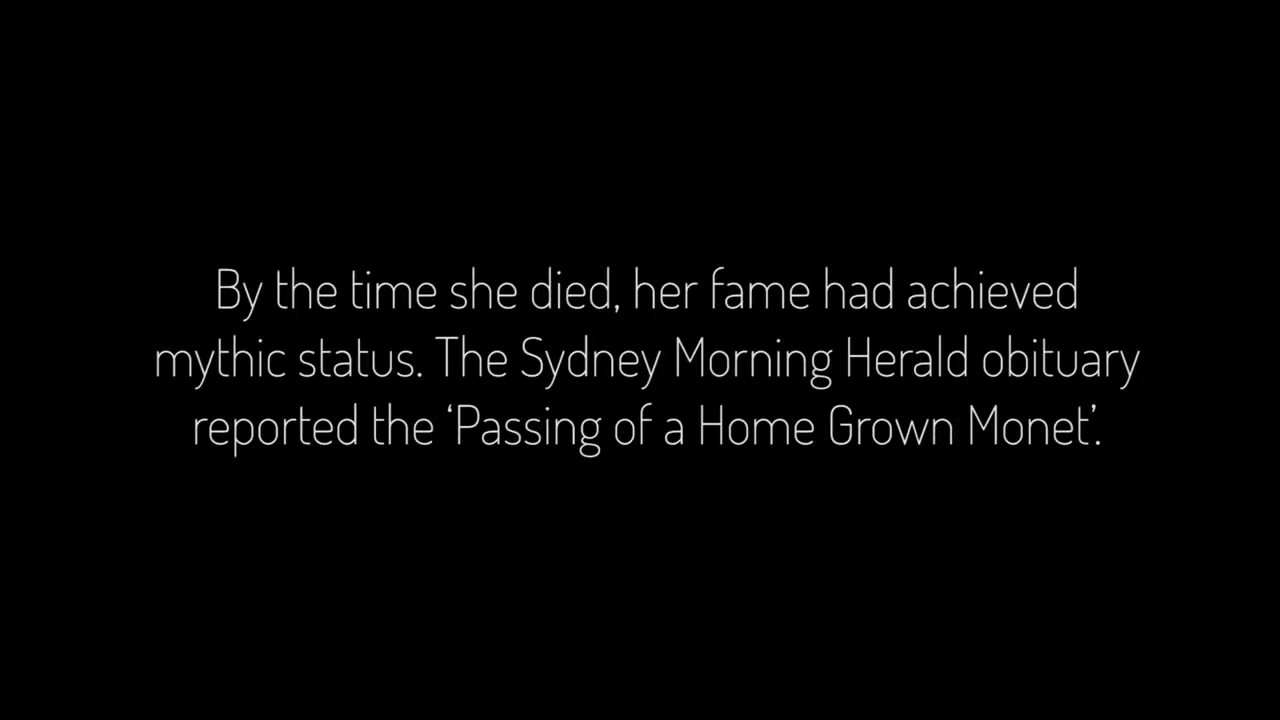 By the time she died, her fame had achieved
mythic status. The Sydney Morning Herald obituary
reported the ‘Passing of a Home Grown Monet’.